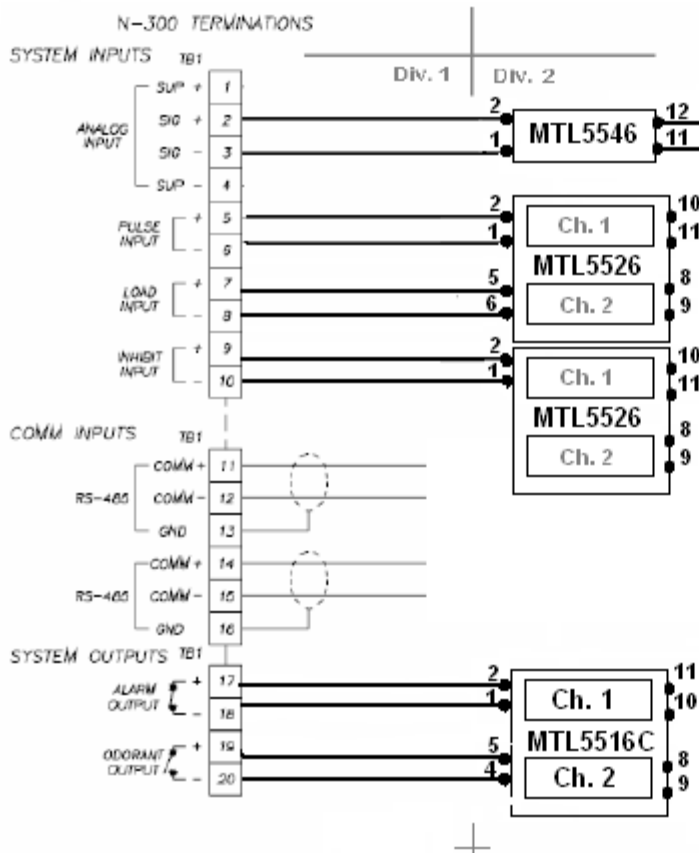 N-300 TERMINATIONS
SYSTEM INPUTS TB1
Div. 1 Div. 2
ANALOG INPUT
SUP + 1
SIG + 2 2 MTL5546 12
SIG - 3 1 11
SUP - 4
PULSE INPUT
+ 5 2 Ch. 1 10
- 6 1 11
MTL5526
LOAD INPUT
+ 7 5 Ch. 2 8
- 8 6 9
INHIBIT INPUT
+ 9 2 Ch. 1 10
- 10 1 11
MTL5526
Ch. 2 8
9
COMM INPUTS TB1
RS-485
COMM + 11
COMM - 12
GND 13
RS-485
COMM + 14
COMM - 15
GND 16
SYSTEM OUTPUTS TB1
ALARM OUTPUT
+ 17 2 Ch. 1 11
- 18 1 10
MTL5516C
ODORANT OUTPUT
+ 19 5 Ch. 2 8
- 20 4 9